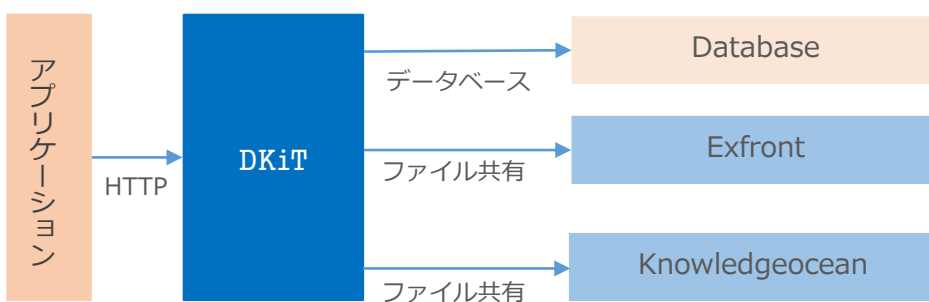 アプリケーション
HTTP
DKiT
データベース
Database
ファイル共有
Exfront
ファイル共有
Knowledgeocean